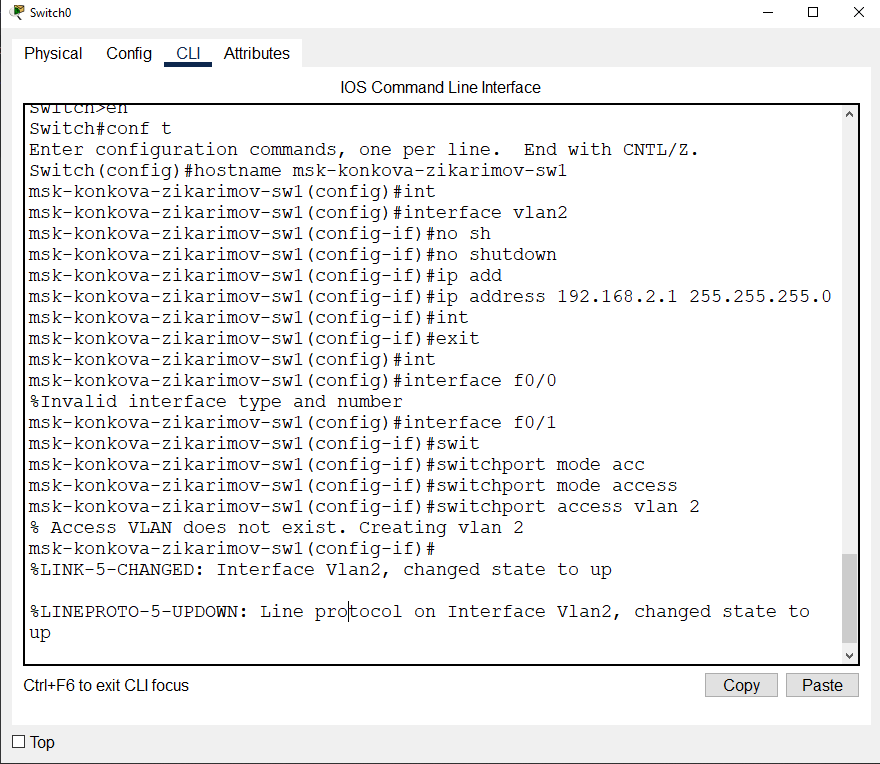 Switch0
Physical Config CLI Attributes
IOS Command Line Interface
Switch>en
Switch#conf t
Enter configuration commands, one per line.  End with CNTL/Z.
Switch(config)#hostname msk-konkova-zikarimov-sw1
msk-konkova-zikarimov-sw1(config)#int
msk-konkova-zikarimov-sw1(config)#interface vlan2
msk-konkova-zikarimov-sw1(config-if)#no sh
msk-konkova-zikarimov-sw1(config-if)#no shutdown
msk-konkova-zikarimov-sw1(config-if)#ip add
msk-konkova-zikarimov-sw1(config-if)#ip address 192.168.2.1 255.255.255.0
msk-konkova-zikarimov-sw1(config-if)#int
msk-konkova-zikarimov-sw1(config-if)#exit
msk-konkova-zikarimov-sw1(config)#int
msk-konkova-zikarimov-sw1(config)#interface f0/0
%Invalid interface type and number
msk-konkova-zikarimov-sw1(config)#interface f0/1
msk-konkova-zikarimov-sw1(config-if)#swit
msk-konkova-zikarimov-sw1(config-if)#switchport mode acc
msk-konkova-zikarimov-sw1(config-if)#switchport mode access
msk-konkova-zikarimov-sw1(config-if)#switchport access vlan 2
% Access VLAN does not exist. Creating vlan 2
msk-konkova-zikarimov-sw1(config-if)#
%LINK-5-CHANGED: Interface Vlan2, changed state to up
%LINEPROTO-5-UPDOWN: Line protocol on Interface Vlan2, changed state to
up
Ctrl+F6 to exit CLI focus
Copy Paste
Top